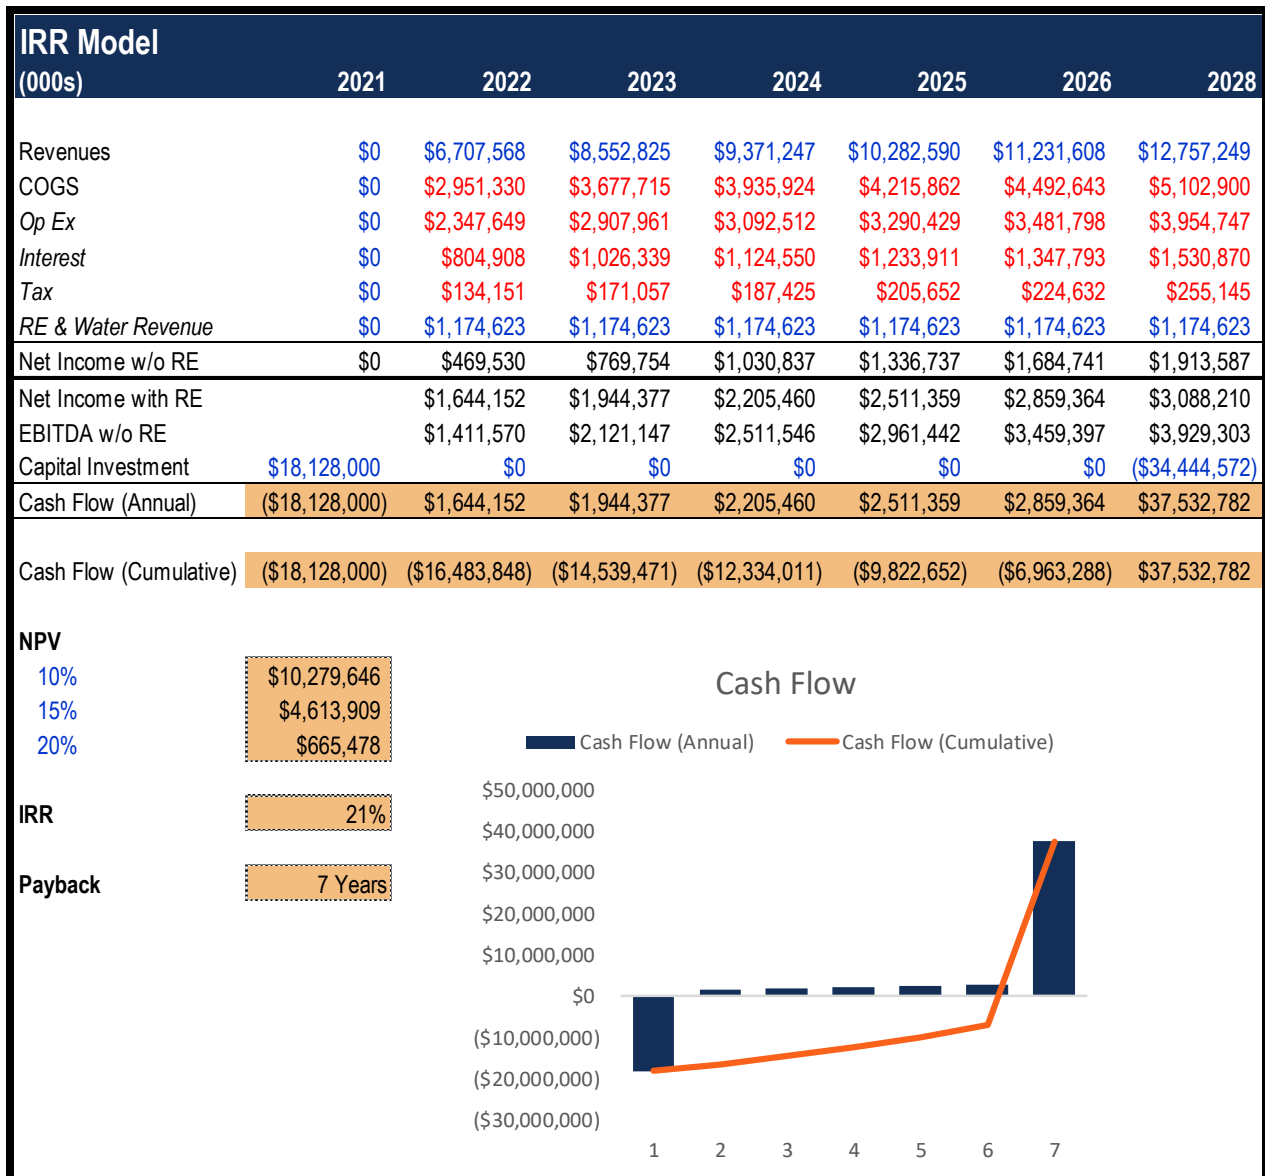 IRR Model
(000s) 2021 2022 2023 2024 2025 2026 2028
Revenues $0 $6,707,568 $8,552,825 $9,371,247 $10,282,590 $11,231,608 $12,757,249
COGS $0 $2,951,330 $3,677,715 $3,935,924 $4,215,862 $4,492,643 $5,102,900
Op Ex $0 $2,347,649 $2,907,961 $3,092,512 $3,290,429 $3,481,798 $3,954,747
Interest $0 $804,908 $1,026,339 $1,124,550 $1,233,911 $1,347,793 $1,530,870
Tax $0 $134,151 $171,057 $187,425 $205,652 $224,632 $255,145
RE & Water Revenue $0 $1,174,623 $1,174,623 $1,174,623 $1,174,623 $1,174,623 $1,174,623
Net Income w/o RE $0 $469,530 $769,754 $1,030,837 $1,336,737 $1,684,741 $1,913,587
Net Income with RE $1,644,152 $1,944,377 $2,205,460 $2,511,359 $2,859,364 $3,088,210
EBITDA w/o RE $1,411,570 $2,121,147 $2,511,546 $2,961,442 $3,459,397 $3,929,303
Capital Investment $18,128,000 $0 $0 $0 $0 $0 ($34,444,572)
Cash Flow (Annual) ($18,128,000) $1,644,152 $1,944,377 $2,205,460 $2,511,359 $2,859,364 $37,532,782
Cash Flow (Cumulative) ($18,128,000) ($16,483,848) ($14,539,471) ($12,334,011) ($9,822,652) ($6,963,288) $37,532,782
NPV
10% $10,279,646
15% $4,613,909
20% $665,478
IRR 21%
Payback 7 Years
Cash Flow
Cash Flow (Annual) Cash Flow (Cumulative)
$50,000,000
$40,000,000
$30,000,000
$20,000,000
$10,000,000
$0
($10,000,000)
($20,000,000)
($30,000,000)
1 2 3 4 5 6 7